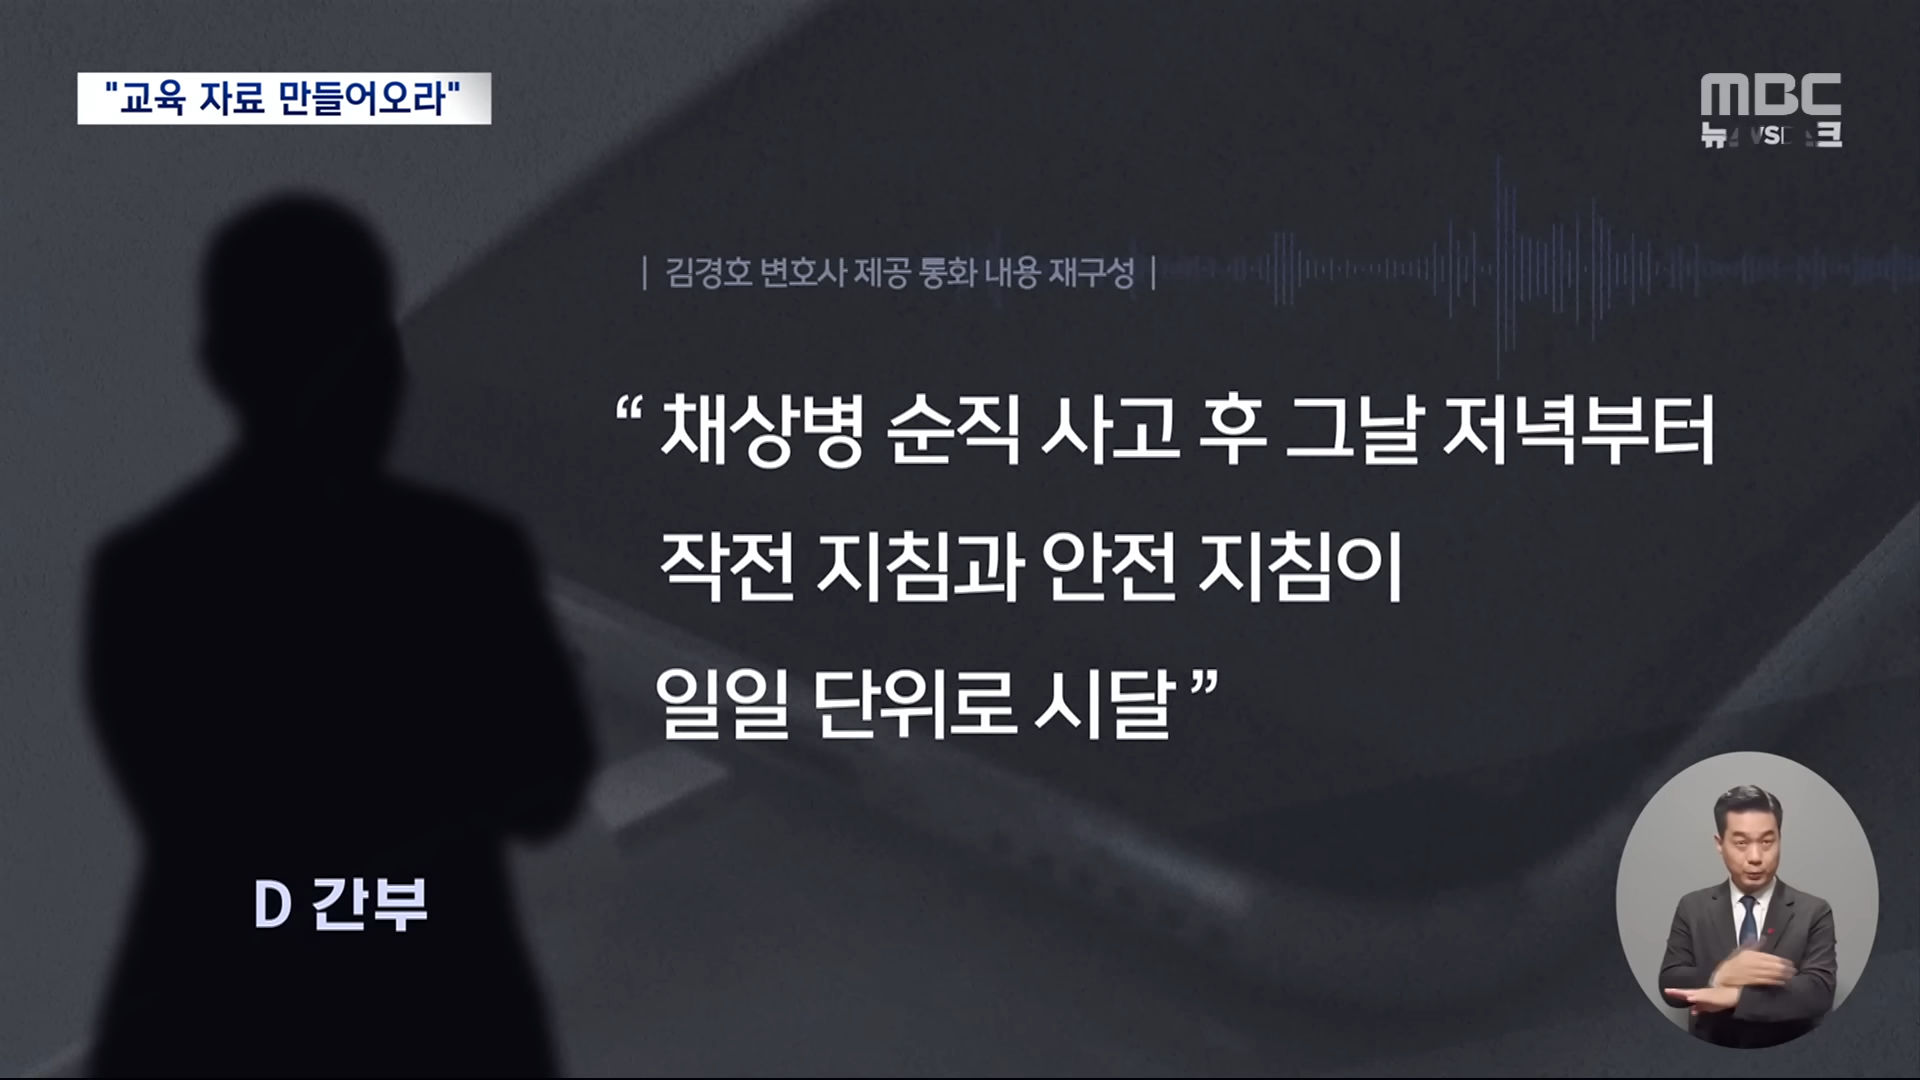 "교육 자료 만들어오라"
MBC
| 김경호 변호사 제공 통화 내용 재구성 |
“ 채상병 순직 사고 후 그날 저녁부터
작전 지침과 안전 지침이
일일 단위로 시달 ”
D 간부